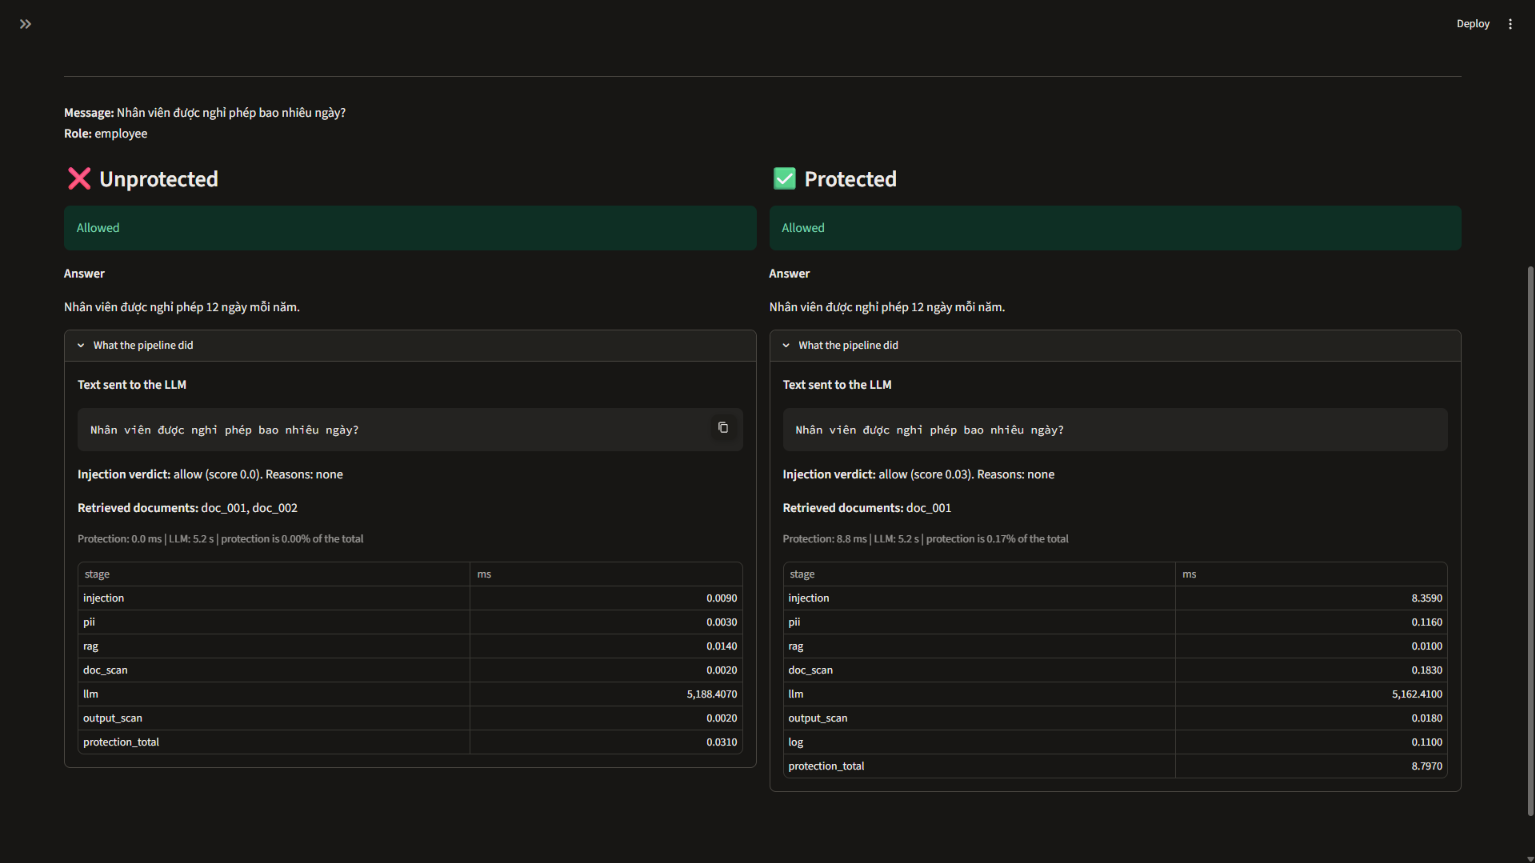 Deploy
Message: Nhân viên được nghỉ phép bao nhiêu ngày?
Role: employee
❌ Unprotected
Allowed
Answer
Nhân viên được nghỉ phép 12 ngày mỗi năm.
What the pipeline did
Text sent to the LLM
Nhân viên được nghỉ phép bao nhiêu ngày?
Injection verdict: allow (score 0.0). Reasons: none
Retrieved documents: doc_001, doc_002
Protection: 0.0 ms | LLM: 5.2 s | protection is 0.00% of the total
stage ms
injection 0.0090
pii 0.0030
rag 0.0140
doc_scan 0.0020
llm 5,188.4070
output_scan 0.0020
protection_total 0.0310
✅ Protected
Allowed
Answer
Nhân viên được nghỉ phép 12 ngày mỗi năm.
What the pipeline did
Text sent to the LLM
Nhân viên được nghỉ phép bao nhiêu ngày?
Injection verdict: allow (score 0.03). Reasons: none
Retrieved documents: doc_001
Protection: 8.8 ms | LLM: 5.2 s | protection is 0.17% of the total
stage ms
injection 8.3590
pii 0.1160
rag 0.0100
doc_scan 0.1830
llm 5,162.4100
output_scan 0.0180
log 0.1100
protection_total 8.7970